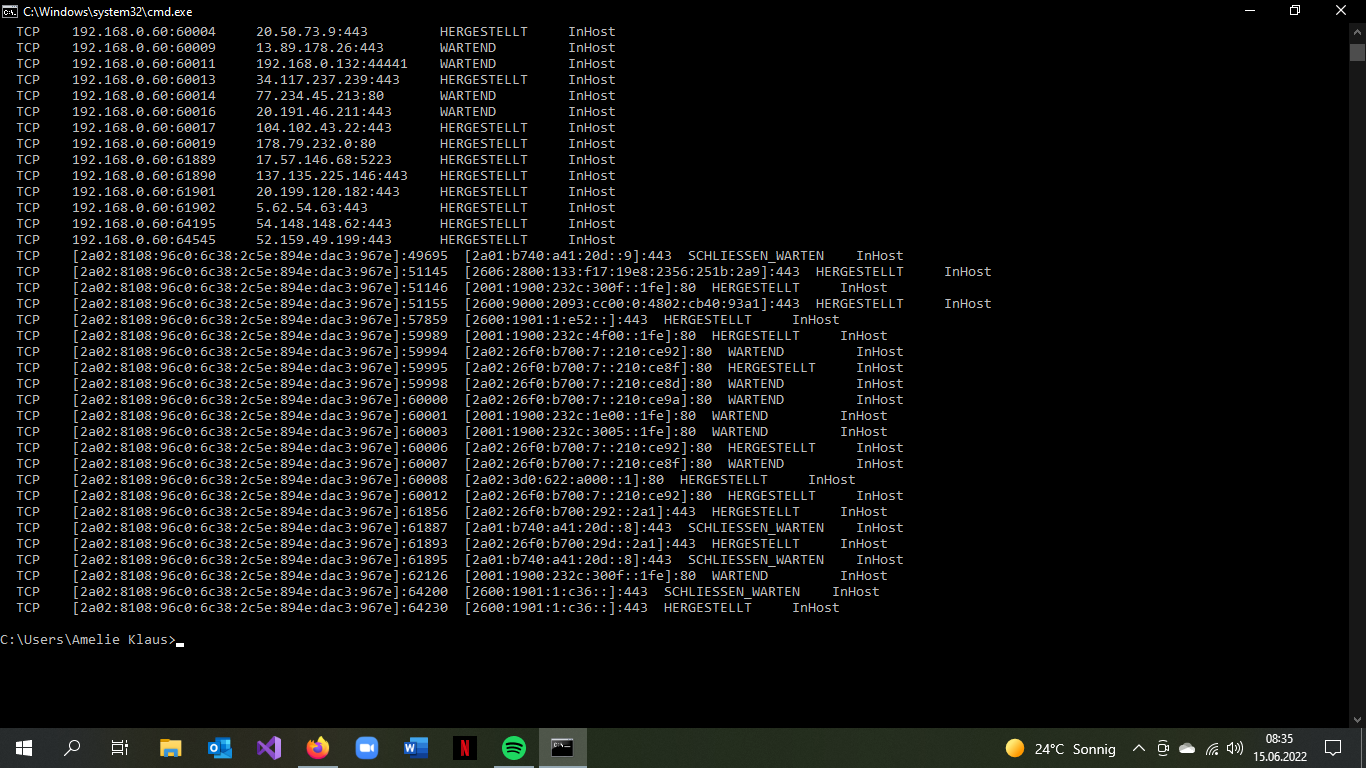 C:\Windows\system32\cmd.exe
TCP 192.168.0.60:60004 20.50.73.9:443 HERGESTELLT InHost
TCP 192.168.0.60:60009 13.89.178.26:443 WARTEND InHost
TCP 192.168.0.60:60011 192.168.0.132:44441 WARTEND InHost
TCP 192.168.0.60:60013 34.117.237.239:443 HERGESTELLT InHost
TCP 192.168.0.60:60014 77.234.45.213:80 WARTEND InHost
TCP 192.168.0.60:60016 20.191.46.211:443 WARTEND InHost
TCP 192.168.0.60:60017 104.102.43.22:443 HERGESTELLT InHost
TCP 192.168.0.60:60019 178.79.232.0:80 HERGESTELLT InHost
TCP 192.168.0.60:61889 17.57.146.68:5223 HERGESTELLT InHost
TCP 192.168.0.60:61890 137.135.225.146:443 HERGESTELLT InHost
TCP 192.168.0.60:61901 20.199.120.182:443 HERGESTELLT InHost
TCP 192.168.0.60:61902 5.62.54.63:443 HERGESTELLT InHost
TCP 192.168.0.60:64195 54.148.148.62:443 HERGESTELLT InHost
TCP 192.168.0.60:64545 52.159.49.199:443 HERGESTELLT InHost
TCP [2a02:8108:96c0:6c38:2c5e:894e:dac3:967e]:49695 [2a01:b740:a41:20d::9]:443 SCHLIESSEN_WARTEN InHost
TCP [2a02:8108:96c0:6c38:2c5e:894e:dac3:967e]:51145 [2606:2800:133:f17:19e8:2356:251b:2a9]:443 HERGESTELLT InHost
TCP [2a02:8108:96c0:6c38:2c5e:894e:dac3:967e]:51146 [2001:1900:232c:300f::1fe]:80 HERGESTELLT InHost
TCP [2a02:8108:96c0:6c38:2c5e:894e:dac3:967e]:51155 [2600:9000:2093:cc00:0:4802:cb40:93a1]:443 HERGESTELLT InHost
TCP [2a02:8108:96c0:6c38:2c5e:894e:dac3:967e]:57859 [2600:1901:1:e52::]:443 HERGESTELLT InHost
TCP [2a02:8108:96c0:6c38:2c5e:894e:dac3:967e]:59989 [2001:1900:232c:4f00::1fe]:80 HERGESTELLT InHost
TCP [2a02:8108:96c0:6c38:2c5e:894e:dac3:967e]:59994 [2a02:26f0:b700:7::210:ce92]:80 WARTEND InHost
TCP [2a02:8108:96c0:6c38:2c5e:894e:dac3:967e]:59995 [2a02:26f0:b700:7::210:ce8f]:80 HERGESTELLT InHost
TCP [2a02:8108:96c0:6c38:2c5e:894e:dac3:967e]:59998 [2a02:26f0:b700:7::210:ce8d]:80 WARTEND InHost
TCP [2a02:8108:96c0:6c38:2c5e:894e:dac3:967e]:60000 [2a02:26f0:b700:7::210:ce9a]:80 WARTEND InHost
TCP [2a02:8108:96c0:6c38:2c5e:894e:dac3:967e]:60001 [2001:1900:232c:1e00::1fe]:80 WARTEND InHost
TCP [2a02:8108:96c0:6c38:2c5e:894e:dac3:967e]:60003 [2001:1900:232c:3005::1fe]:80 WARTEND InHost
TCP [2a02:8108:96c0:6c38:2c5e:894e:dac3:967e]:60006 [2a02:26f0:b700:7::210:ce92]:80 HERGESTELLT InHost
TCP [2a02:8108:96c0:6c38:2c5e:894e:dac3:967e]:60007 [2a02:26f0:b700:7::210:ce8f]:80 WARTEND InHost
TCP [2a02:8108:96c0:6c38:2c5e:894e:dac3:967e]:60008 [2a02:3d0:622:a000::1]:80 HERGESTELLT InHost
TCP [2a02:8108:96c0:6c38:2c5e:894e:dac3:967e]:60012 [2a02:26f0:b700:7::210:ce92]:80 HERGESTELLT InHost
TCP [2a02:8108:96c0:6c38:2c5e:894e:dac3:967e]:61856 [2a02:26f0:b700:292::2a1]:443 HERGESTELLT InHost
TCP [2a02:8108:96c0:6c38:2c5e:894e:dac3:967e]:61887 [2a01:b740:a41:20d::8]:443 SCHLIESSEN_WARTEN InHost
TCP [2a02:8108:96c0:6c38:2c5e:894e:dac3:967e]:61893 [2a02:26f0:b700:29d::2a1]:443 HERGESTELLT InHost
TCP [2a02:8108:96c0:6c38:2c5e:894e:dac3:967e]:61895 [2a01:b740:a41:20d::8]:443 SCHLIESSEN_WARTEN InHost
TCP [2a02:8108:96c0:6c38:2c5e:894e:dac3:967e]:62126 [2001:1900:232c:300f::1fe]:80 WARTEND InHost
TCP [2a02:8108:96c0:6c38:2c5e:894e:dac3:967e]:64200 [2600:1901:1:c36::]:443 SCHLIESSEN_WARTEN InHost
TCP [2a02:8108:96c0:6c38:2c5e:894e:dac3:967e]:64230 [2600:1901:1:c36::]:443 HERGESTELLT InHost
C:\Users\Amelie Klaus>
24°C Sonnig
08:35
15.06.2022